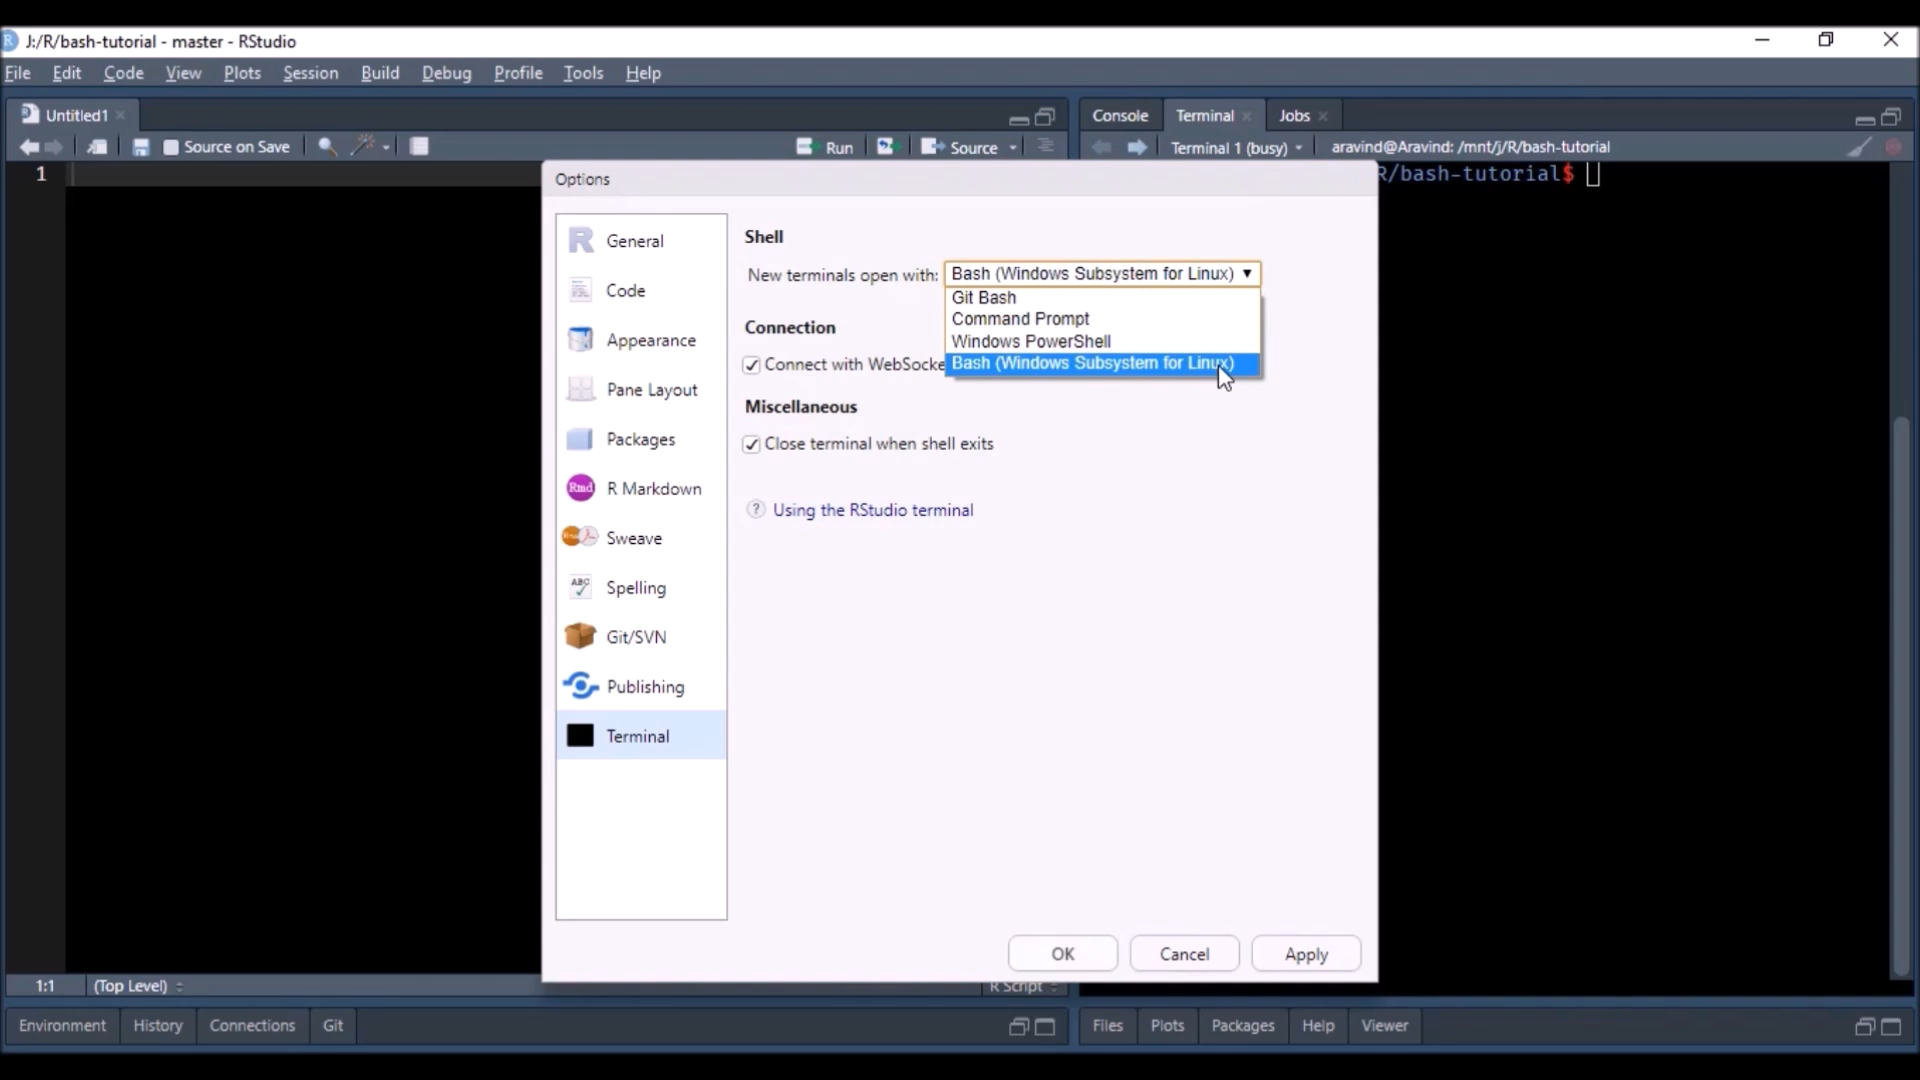 J:/R/bash-tutorial - master - RStudio
File Edit Code View Plots Session Build Debug Profile Tools Help
Untitled1
Source on Save Run Source
1
Console Terminal Jobs
Terminal 1 (busy) aravind@Aravind: /mnt/j/R/bash-tutorial
R/bash-tutorial$
Options
General
Code
Appearance
Pane Layout
Packages
Rmd R Markdown
Sweave
ABC Spelling
Git/SVN
Publishing
Terminal
Shell
New terminals open with: Bash (Windows Subsystem for Linux)
Git Bash
Command Prompt
Windows PowerShell
Bash (Windows Subsystem for Linux)
Connection
Connect with WebSocke
Miscellaneous
Close terminal when shell exits
? Using the RStudio terminal
OK Cancel Apply
1:1 (Top Level) R Script
Environment History Connections Git
Files Plots Packages Help Viewer